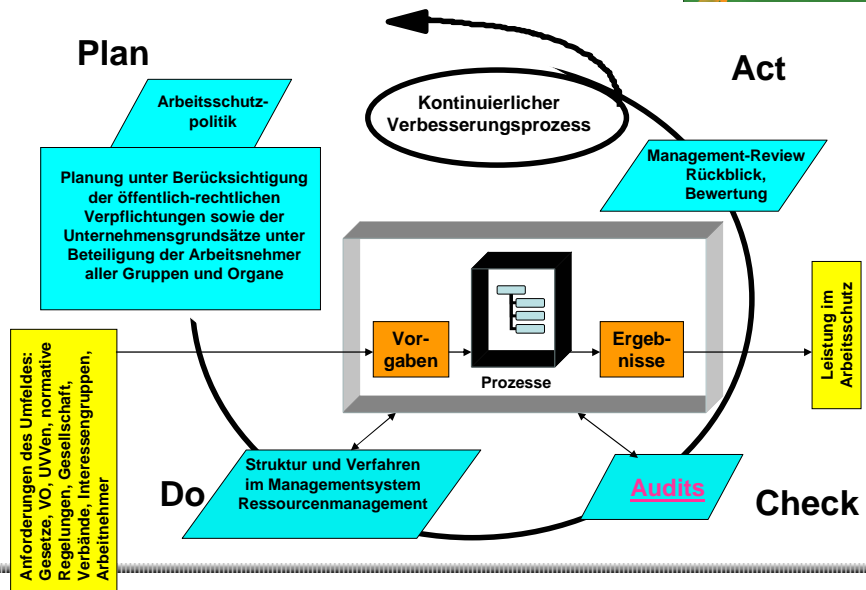 Plan
Act
Arbeitsschutz-
politik
Kontinuierlicher
Verbesserungsprozess
Management-Review
Rückblick,
Bewertung
Planung unter Berücksichtigung
der öffentlich-rechtlichen
Verpflichtungen sowie der
Unternehmensgrundsätze unter
Beteiligung der Arbeitsnehmer
aller Gruppen und Organe
Anforderungen des Umfeldes:
Gesetze, VO, UVVen, normative
Regelungen, Gesellschaft,
Verbände, Interessengruppen,
Arbeitnehmer
Vor-
gaben
Prozesse
Ergeb-
nisse
Leistung im
Arbeitsschutz
Do
Struktur und Verfahren
im Managementsystem
Ressourcenmanagement
Audits
Check